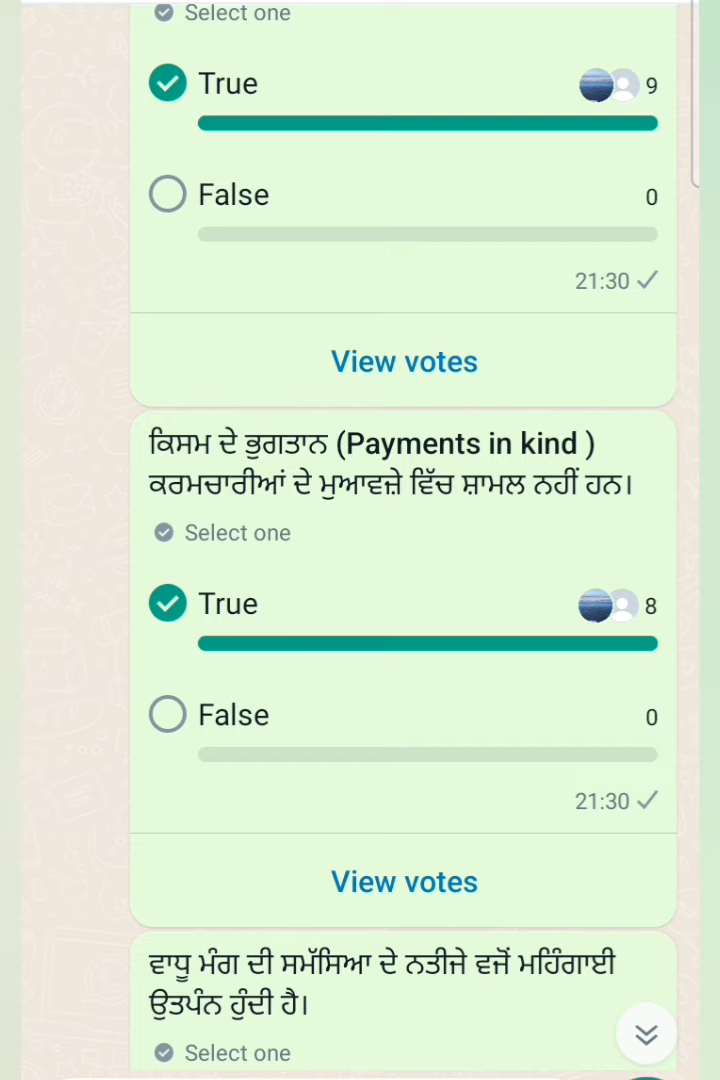 Select one
True
9
False
0
21:30
View votes
ਕਿਸਮ ਦੇ ਭੁਗਤਾਨ (Payments in kind )
ਕਰਮਚਾਰੀਆਂ ਦੇ ਮੁਆਵਜ਼ੇ ਵਿੱਚ ਸ਼ਾਮਲ ਨਹੀਂ ਹਨ।
Select one
True
8
False
0
21:30
View votes
ਵਾਧੂ ਮੰਗ ਦੀ ਸਮੱਸਿਆ ਦੇ ਨਤੀਜੇ ਵਜੋਂ ਮਹਿੰਗਾਈ
ਉਤਪੰਨ ਹੁੰਦੀ ਹੈ।
Select one